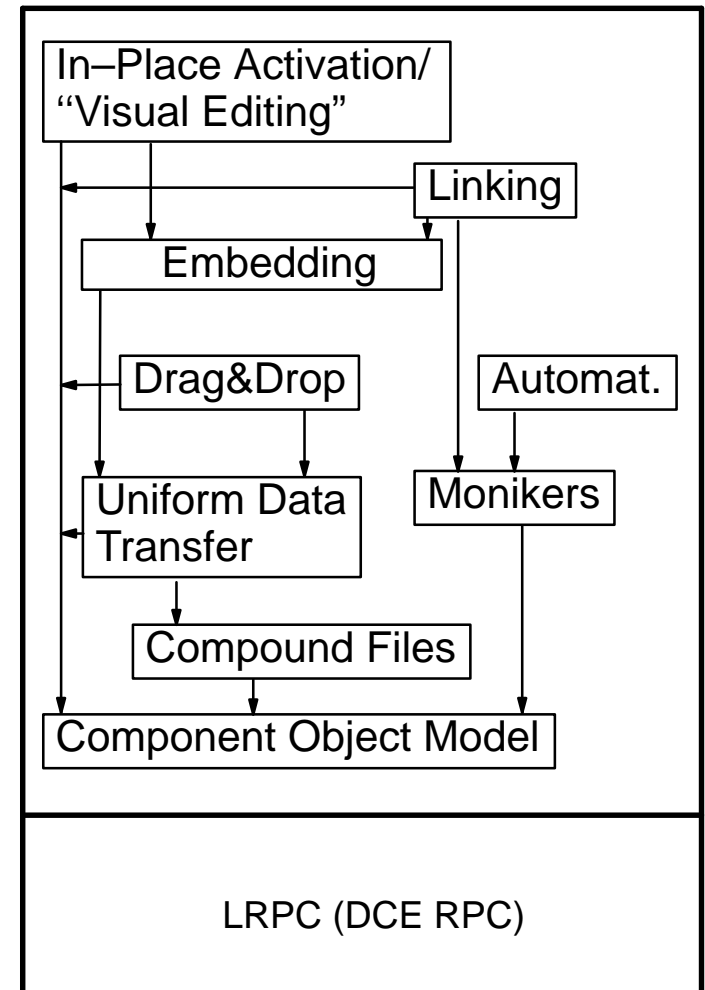 In–Place Activation/
‘‘Visual Editing”
Linking
Embedding
Drag&Drop
Automat.
Uniform Data
Transfer
Monikers
Compound Files
Component Object Model
LRPC (DCE RPC)